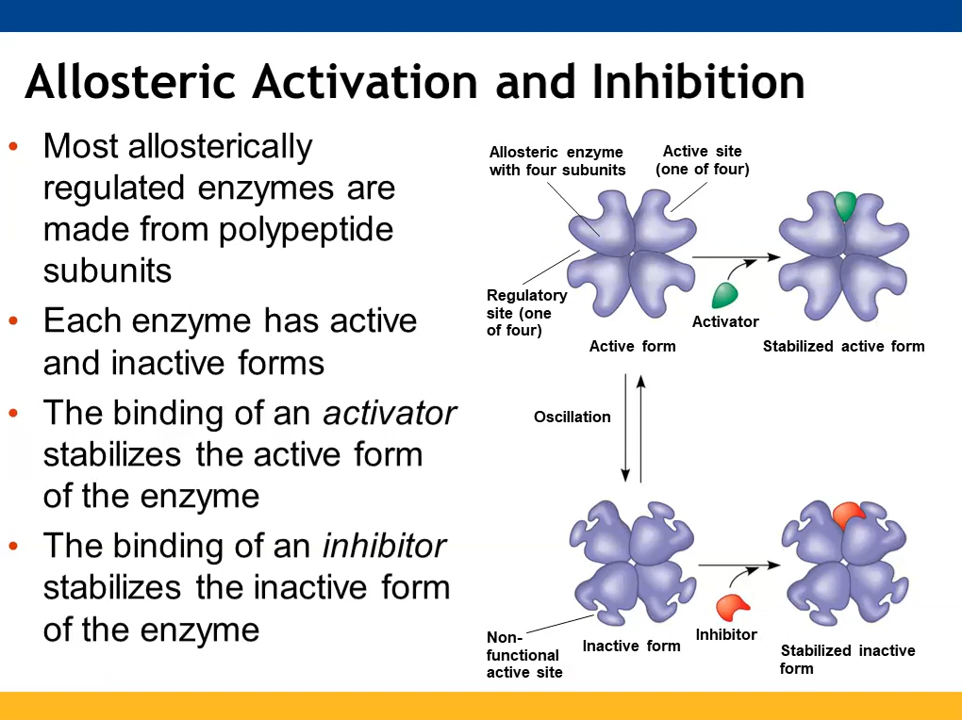 Allosteric Activation and Inhibition
• Most allosterically
regulated enzymes are
made from polypeptide
subunits
• Each enzyme has active
and inactive forms
• The binding of an activator
stabilizes the active form
of the enzyme
• The binding of an inhibitor
stabilizes the inactive form
of the enzyme
Allosteric enzyme
with four subunits
Active site
(one of four)
Regulatory
site (one
of four)
Activator
Active form
Stabilized active form
Oscillation
Non-
functional
active site
Inactive form
Inhibitor
Stabilized inactive
form